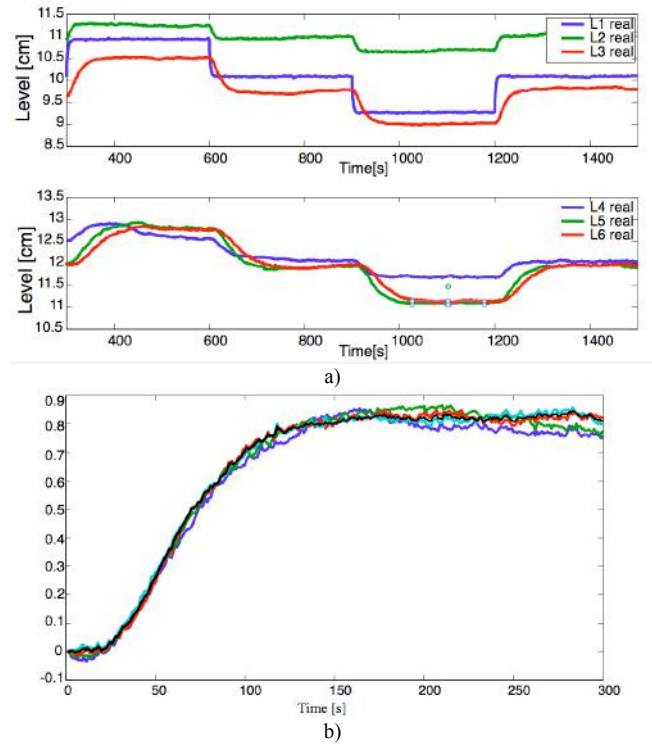 11.5
11
10.5
10
9.5
9
8.5
Level [cm]
L1 real
L2 real
L3 real
400 600 800 1000 1200 1400
Time[s]
13.5
13
12.5
12
11.5
11
10.5
Level [cm]
L4 real
L5 real
L6 real
400 600 800 1000 1200 1400
Time[s]
a)
0.9
0.8
0.7
0.6
0.5
0.4
0.3
0.2
0.1
0
-0.1
0 50 100 150 200 250 300
Time [s]
b)